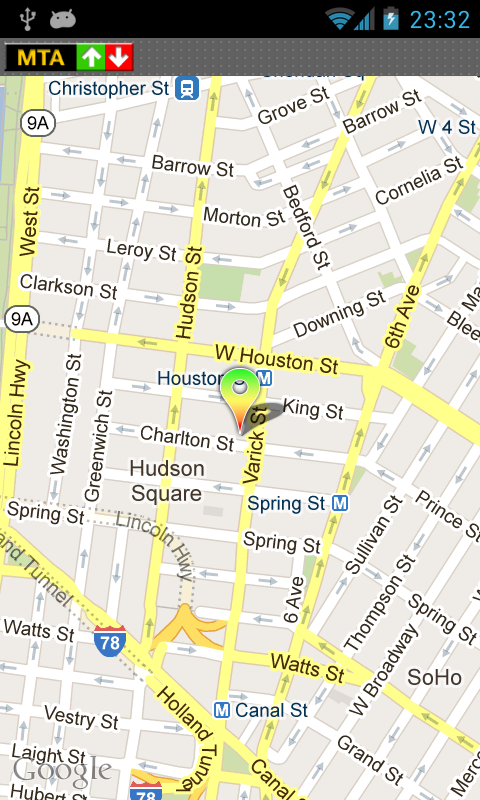 23:32
MTA
Christopher St
9A
Grove St
Barrow St
W 4 St
Barrow St
Cornelia St
West St
Morton St
Bedford St
Leroy St
Hudson St
Clarkson St
Downing St
6th Ave
9A
W Houston St
Houston
M
King St
Lincoln Hwy
Washington St
Greenwich St
Charlton St
Varick St
Hudson
Square
Spring St M
Prince St
Spring St
Lincoln Hwy
Sullivan St
Spring St
Thompson St
6 Ave
Spring St
Watts St
78
Watts St
W Broadway
SoHo
M Canal St
Holland Tunnel
Vestry St
Grand St
Laight St
Google
Hubert St
78
Canal St